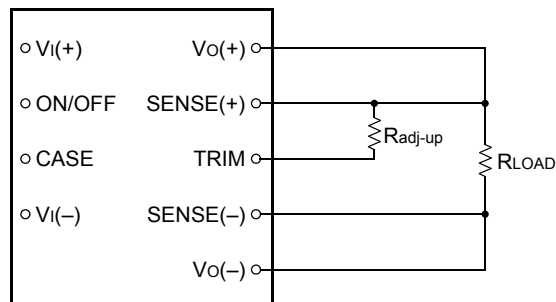 VI(+)
VO(+)
ON/OFF
SENSE(+)
Radj-up
CASE
TRIM
RLOAD
VI(–)
SENSE(–)
VO(–)